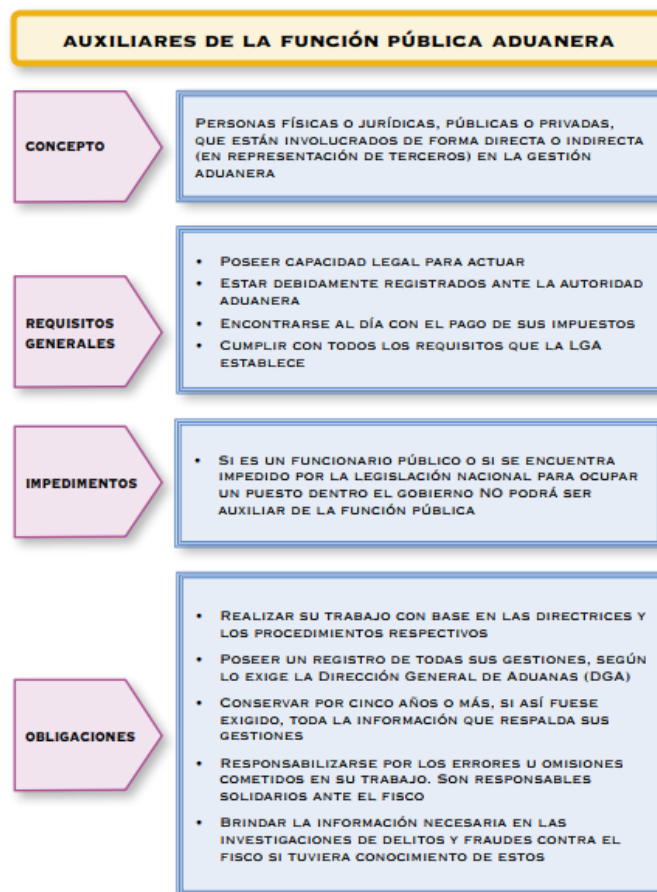 AUXILIARES DE LA FUNCIÓN PÚBLICA ADUANERA
CONCEPTO
PERSONAS FÍSICAS O JURÍDICAS, PÚBLICAS O PRIVADAS,
QUE ESTÁN INVOLUCRADOS DE FORMA DIRECTA O INDIRECTA
(EN REPRESENTACIÓN DE TERCEROS) EN LA GESTIÓN
ADUANERA
REQUISITOS
GENERALES
• POSEER CAPACIDAD LEGAL PARA ACTUAR
• ESTAR DEBIDAMENTE REGISTRADOS ANTE LA AUTORIDAD
ADUANERA
• ENCONTRARSE AL DÍA CON EL PAGO DE SUS IMPUESTOS
• CUMPLIR CON TODOS LOS REQUISITOS QUE LA LGA
ESTABLECE
IMPEDIMENTOS
• SI ES UN FUNCIONARIO PÚBLICO O SI SE ENCUENTRA
IMPEDIDO POR LA LEGISLACIÓN NACIONAL PARA OCUPAR
UN PUESTO DENTRO EL GOBIERNO NO PODRÁ SER
AUXILIAR DE LA FUNCIÓN PÚBLICA
OBLIGACIONES
• REALIZAR SU TRABAJO CON BASE EN LAS DIRECTRICES Y
LOS PROCEDIMIENTOS RESPECTIVOS
• POSEER UN REGISTRO DE TODAS SUS GESTIONES, SEGÚN
LO EXIGE LA DIRECCIÓN GENERAL DE ADUANAS (DGA)
• CONSERVAR POR CINCO AÑOS O MÁS, SI ASÍ FUESE
EXIGIDO, TODA LA INFORMACIÓN QUE RESPALDA SUS
GESTIONES
• RESPONSABILIZARSE POR LOS ERRORES U OMISIONES
COMETIDOS EN SU TRABAJO. SON RESPONSABLES
SOLIDARIOS ANTE EL FISCO
• BRINDAR LA INFORMACIÓN NECESARIA EN LAS
INVESTIGACIONES DE DELITOS Y FRAUDES CONTRA EL
FISCO SI TUVIERA CONOCIMIENTO DE ESTOS